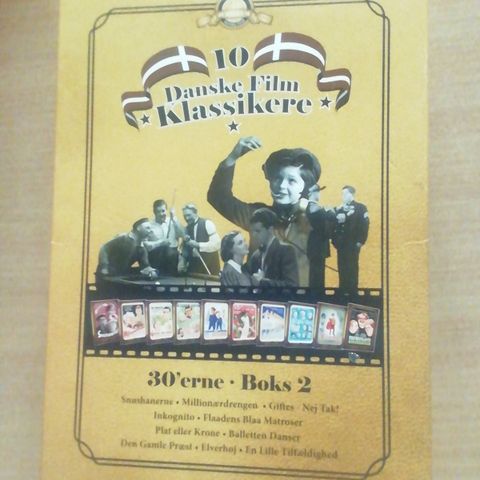 10
Danske Film
Klassikere
30'erne · Boks 2
Snushanerne • Millionærdrengen • Giftes - Nej Tak!
Inkognito • Flaadens Blaa Matroser
Plat eller Krone • Balletten Danser
Den Gamle Præst • Elverhøj • En Lille Tilfældighed